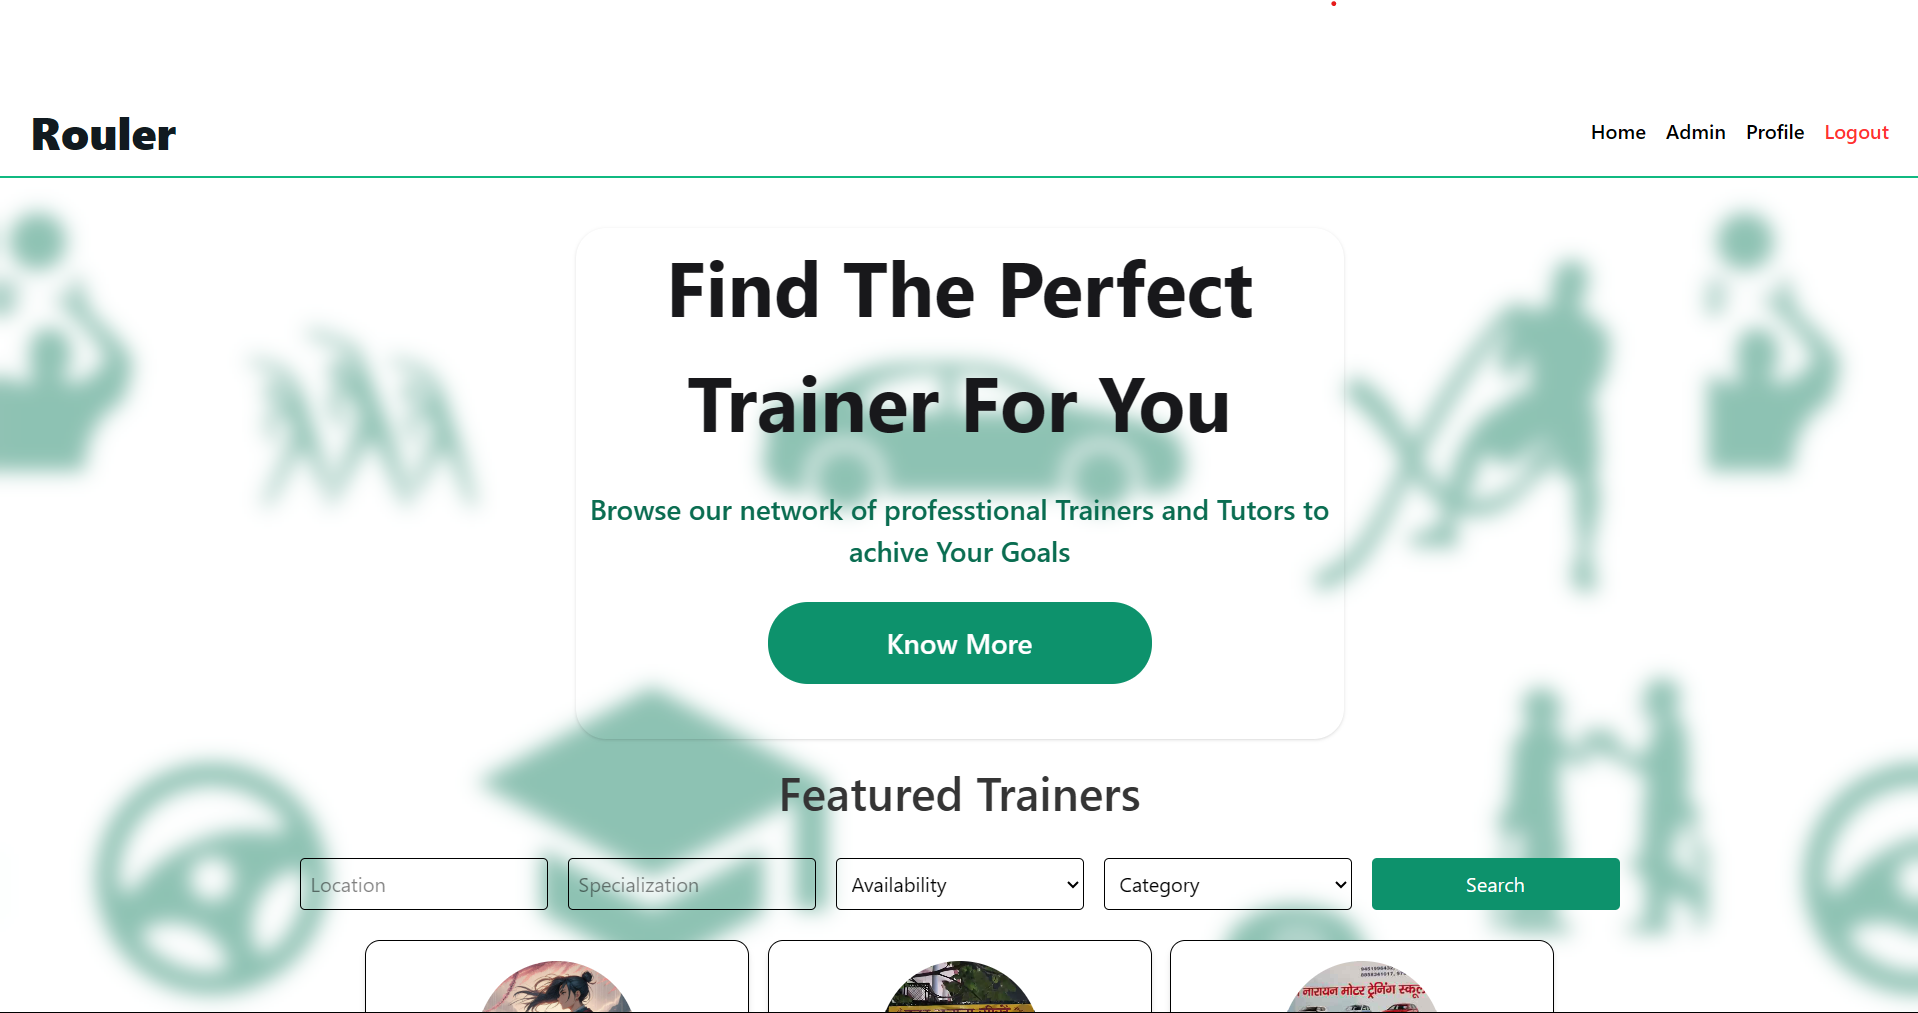 Rouler
Home Admin Profile Logout
Find The Perfect
Trainer For You
Browse our network of professtional Trainers and Tutors to
achive Your Goals
Know More
Featured Trainers
Location Specialization Availability Category Search
नारायन मोटर ट्रेनिंग स्कूल